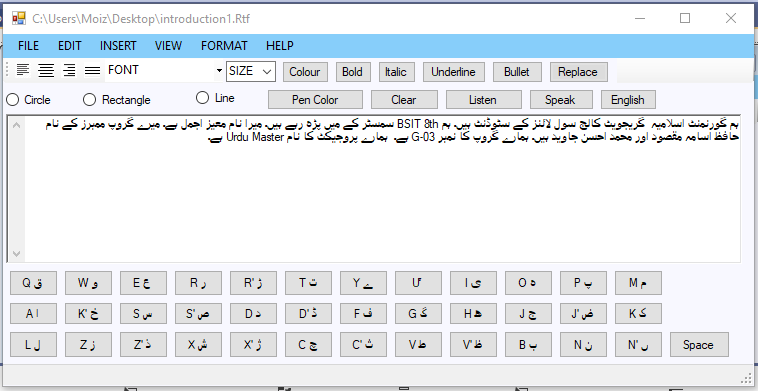 C:\Users\Moiz\Desktop\introduction1.Rtf
FILE EDIT INSERT VIEW FORMAT HELP
FONT SIZE Colour Bold Italic Underline Bullet Replace
Circle Rectangle Line Pen Color Clear Listen Speak English
ہم گورنمنٹ اسلامیہ گریجویٹ کالج سول لائنز کے سٹوڈنٹ ہیں۔ ہم BSIT 8th سمسٹر کے میں پڑہ رہے ہیں۔ میرا نام معیز اجمل ہے۔ میرے گروپ ممبرز کے نام
حافظ اسامہ مقصود اور محمد احسن جاوید ہیں۔ ہمارے گروپ کا نمبر G-03 ہے۔ ہمارے پروجیکٹ کا نام Urdu Master ہے۔
Q ق W و E ع R ر R' ڑ T ت Y ے U ئ I ی O ہ P پ M م
A ا K' خ S س S' ص D د D' ڈ F ف G گ H ھ J ج J' ض K ک
L ل Z ز Z' ذ X ش X' ژ C چ C' ث V ط V' ظ B ب N ن N' ں Space